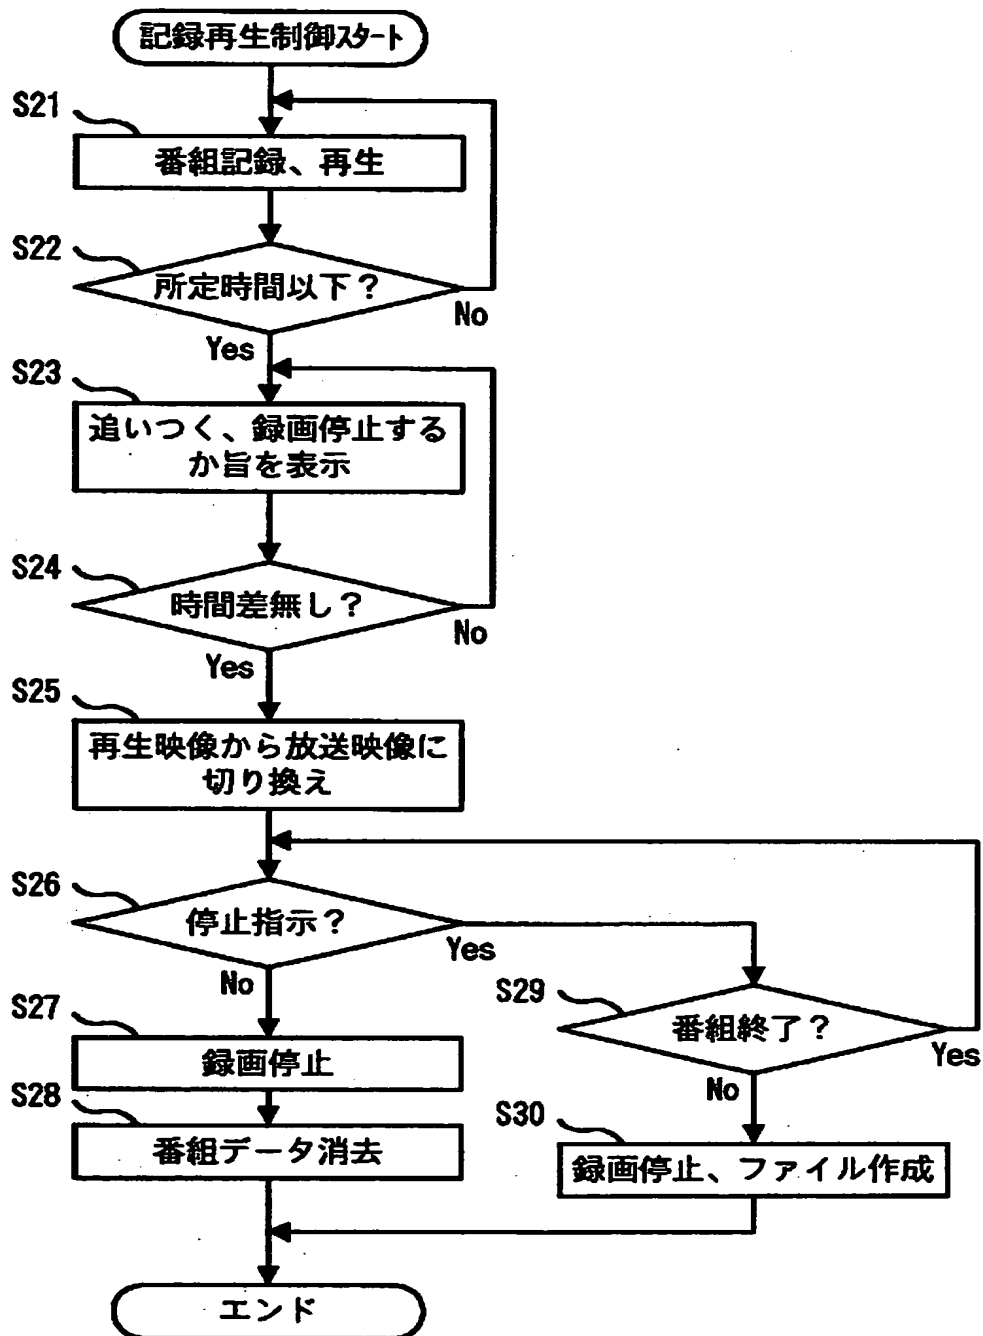 記録再生制御スタート
S21
番組記録、再生
S22
所定時間以下？
No
Yes
S23
追いつく、録画停止する
か旨を表示
S24
時間差無し？
No
Yes
S25
再生映像から放送映像に
切り換え
S26
停止指示？
Yes
No
S29
番組終了？
Yes
No
S27
録画停止
S28
番組データ消去
S30
録画停止、ファイル作成
エンド